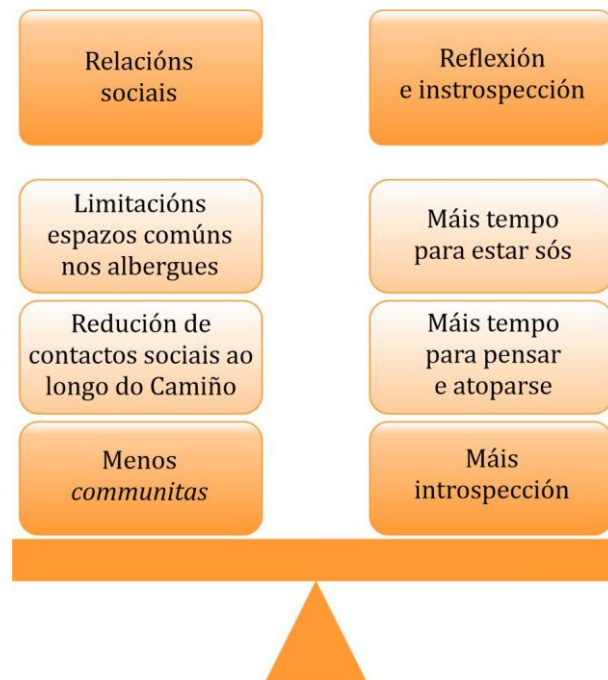 Relacións
sociais
Limitacións
espazos comúns
nos albergues
Redución de
contactos sociais ao
longo do Camiño
Menos
communitas
Reflexión
e instrospección
Máis tempo
para estar sós
Máis tempo
para pensar
e atoparse
Máis
introspección